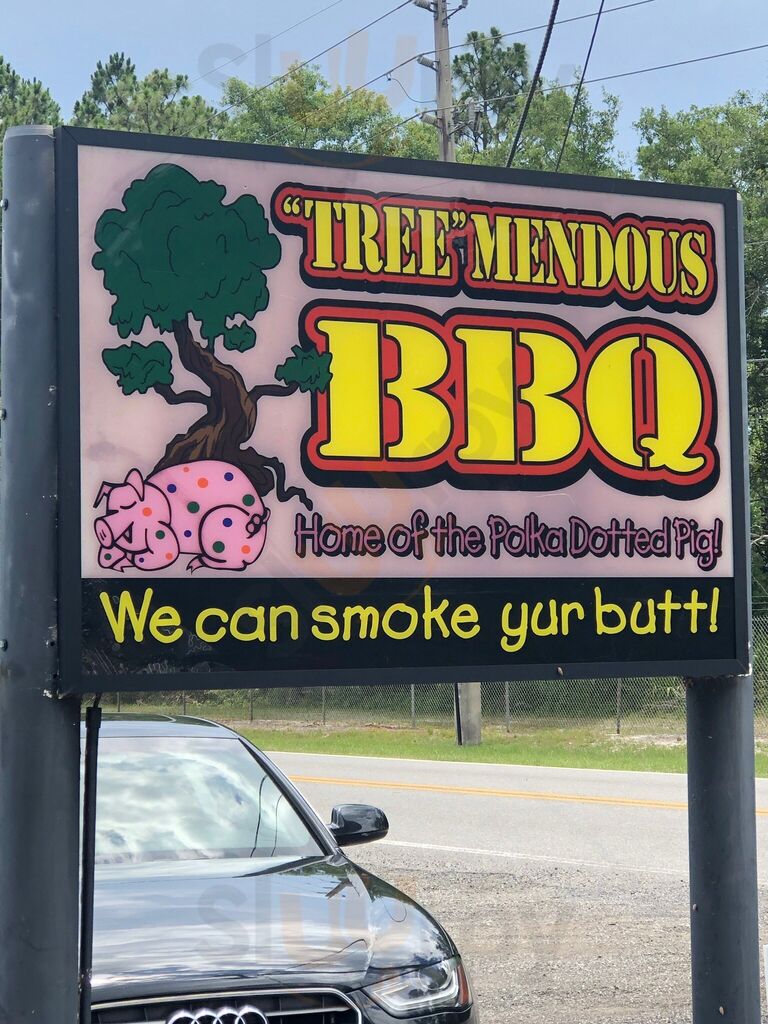 "TREE"MENDOUS
BBQ
Home of the Polka Dotted Pig!
We can smoke yur butt!